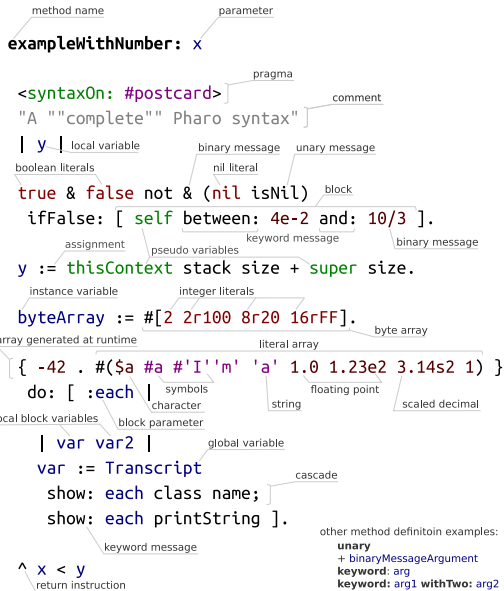 method name parameter
exampleWithNumber: x
pragma
<syntaxOn: #postcard>
comment
"A ""complete"" Pharo syntax"
| y | local variable
binary message unary message
boolean literals nil literal
true & false not & (nil isNil)
block
ifFalse: [ self between: 4e-2 and: 10/3 ].
assignment keyword message binary message
pseudo variables
y := thisContext stack size + super size.
instance variable integer literals
byteArray := #[2 2r100 8r20 16rFF].
byte array
array generated at runtime literal array
{ -42 . #($a #a #'I''m' 'a' 1.0 1.23e2 3.14s2 1) }
do: [ :each |
symbols floating point
character string scaled decimal
local block variables block parameter
| var var2 |
global variable
var := Transcript
cascade
show: each class name;
show: each printString ].
keyword message
^ x < y
return instruction
other method definitoin examples:
unary
+ binaryMessageArgument
keyword: arg
keyword: arg1 withTwo: arg2